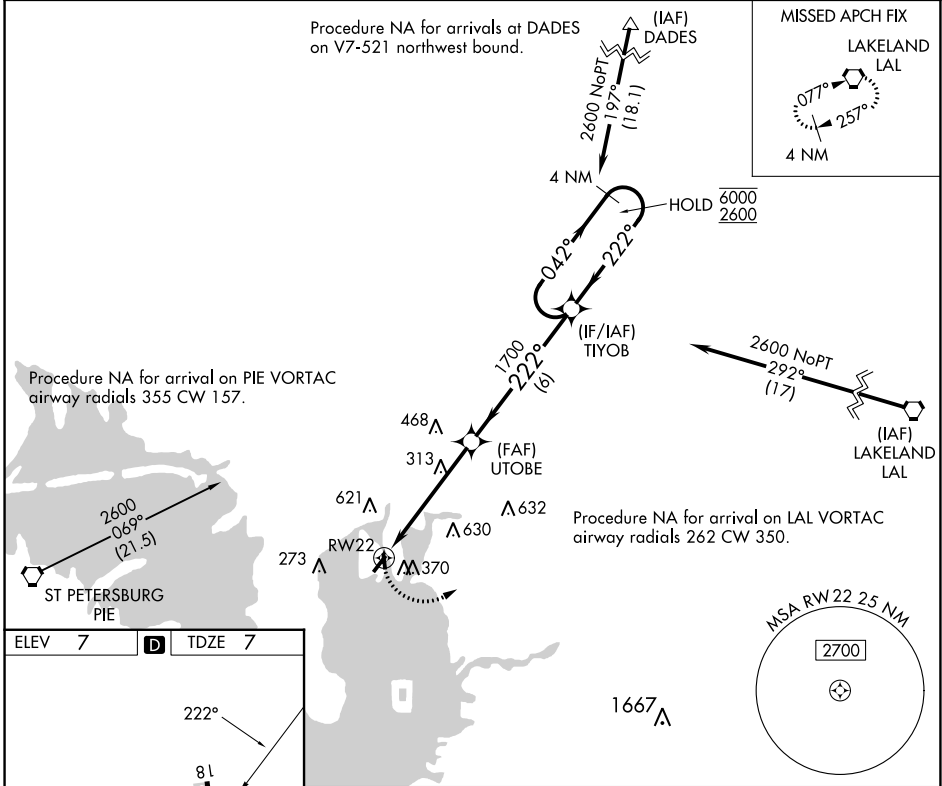 Procedure NA for arrivals at DADES
on V7-521 northwest bound.
(IAF)
DADES
2600 NoPT
197°
(18.1)
MISSED APCH FIX
LAKELAND
LAL
077°
257°
4 NM
4 NM
HOLD
6000
2600
042°
222°
(IF/IAF)
TIYOB
1700
222°
(6)
2600 NoPT
292°
(17)
(IAF)
LAKELAND
LAL
Procedure NA for arrival on PIE VORTAC
airway radials 355 CW 157.
468
(FAF)
UTOBE
313
621
632
630
Procedure NA for arrival on LAL VORTAC
airway radials 262 CW 350.
2600
069°
(21.5)
ST PETERSBURG
PIE
273
RW22
370
MSA RW22 25 NM
2700
1667
ELEV 7
D
TDZE 7
222°
18